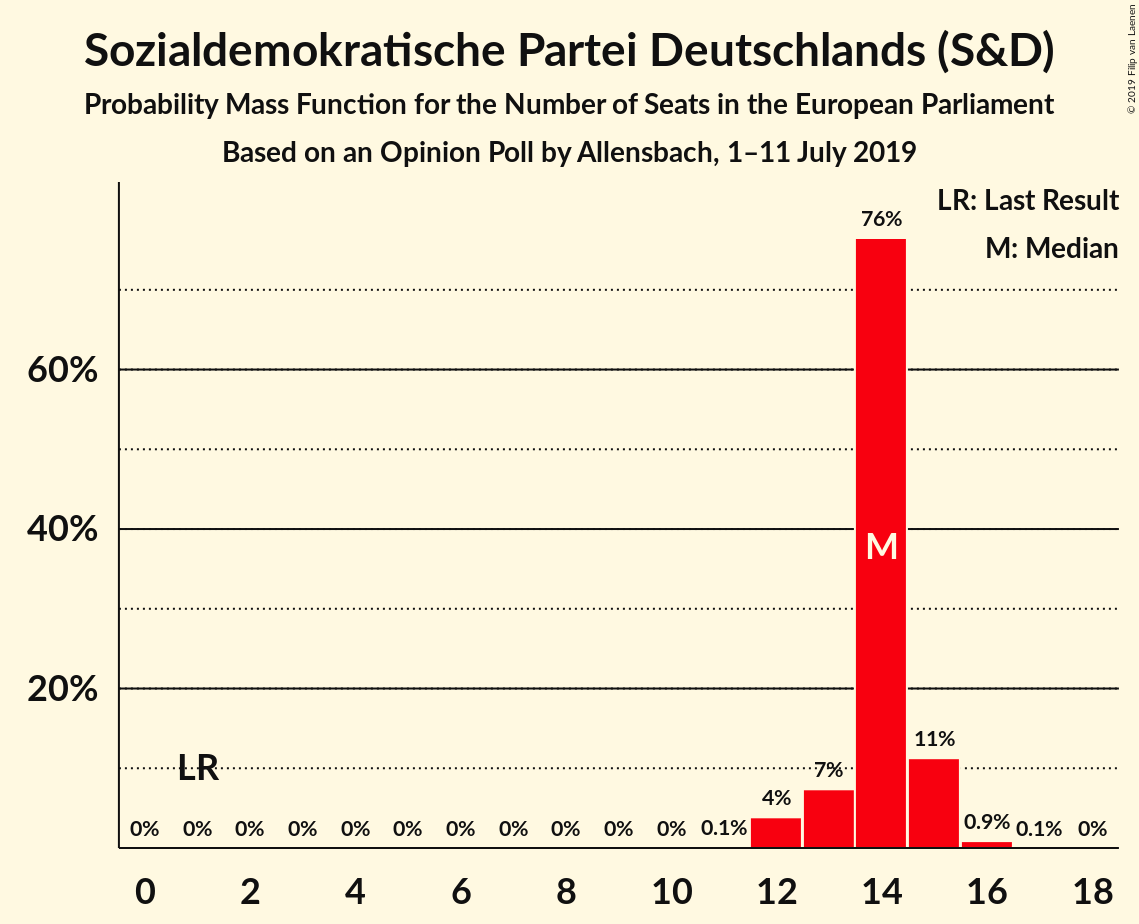 Sozialdemokratische Partei Deutschlands (S&D)
Probability Mass Function for the Number of Seats in the European Parliament
Based on an Opinion Poll by Allensbach, 1–11 July 2019
© 2019 Filip van Laenen
LR: Last Result
M: Median
76%
60%
40%
M
20%
LR
11%
7%
4%
0% 0% 0% 0% 0% 0% 0% 0% 0% 0% 0% 0.1% 0.9% 0.1% 0%
0 2 4 6 8 10 12 14 16 18